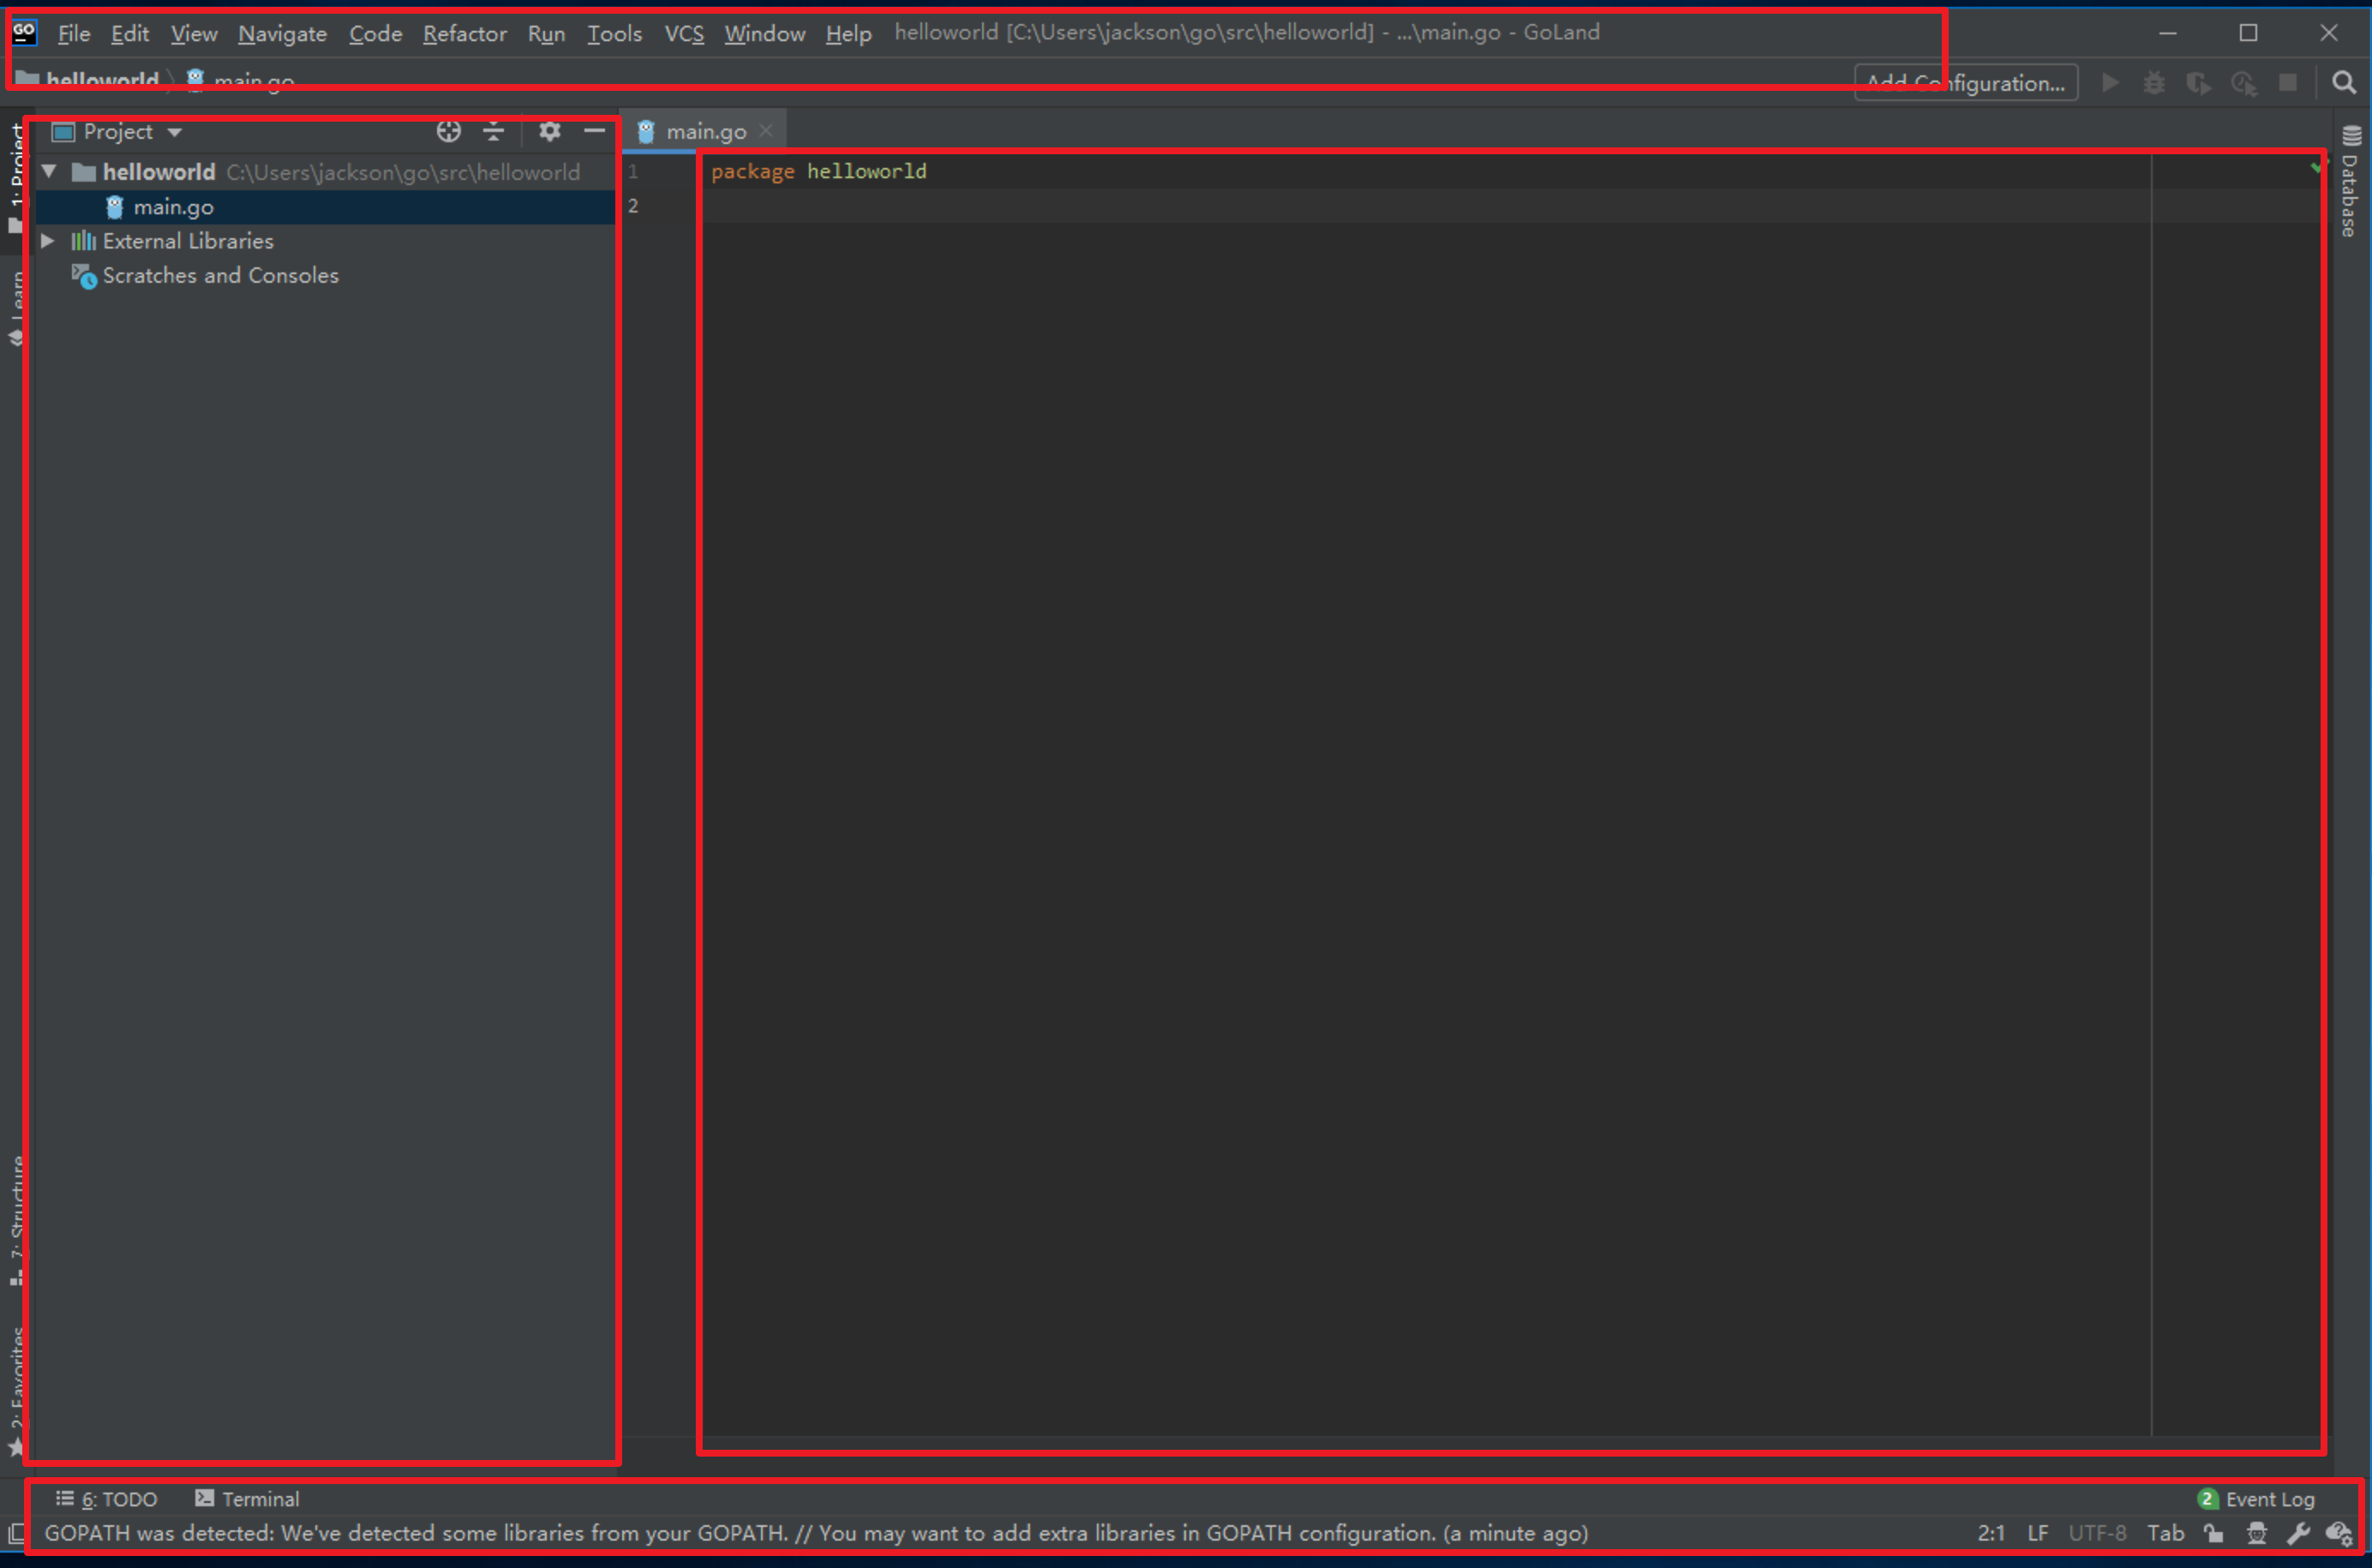 GO File Edit View Navigate Code Refactor Run Tools VCS Window Help helloworld [C:\Users\jackson\go\src\helloworld] - ...\main.go - GoLand
helloworld main.go Add Configuration...
1: Project
Learn
7: Structure
2: Favorites
Project
helloworld C:\Users\jackson\go\src\helloworld
main.go
External Libraries
Scratches and Consoles
main.go
1 package helloworld
2
Database
6: TODO Terminal 2 Event Log
GOPATH was detected: We've detected some libraries from your GOPATH. // You may want to add extra libraries in GOPATH configuration. (a minute ago) 2:1 LF UTF-8 Tab